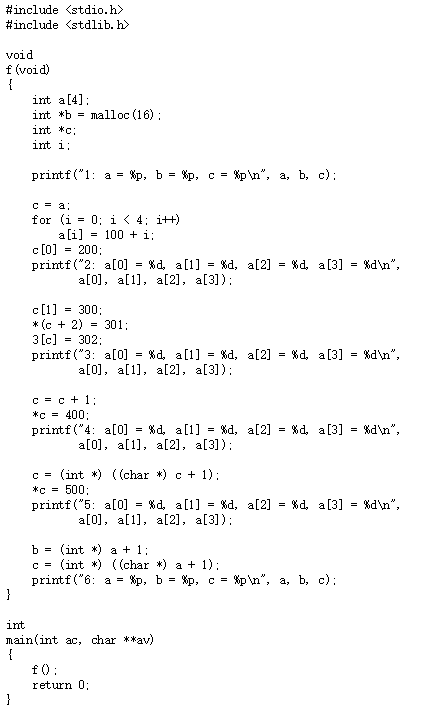 #include <stdio.h>
#include <stdlib.h>
void
f(void)
{
int a[4];
int *b = malloc(16);
int *c;
int i;
printf("1: a = %p, b = %p, c = %p\n", a, b, c);
c = a;
for (i = 0; i < 4; i++)
a[i] = 100 + i;
c[0] = 200;
printf("2: a[0] = %d, a[1] = %d, a[2] = %d, a[3] = %d\n",
a[0], a[1], a[2], a[3]);
c[1] = 300;
*(c + 2) = 301;
3[c] = 302;
printf("3: a[0] = %d, a[1] = %d, a[2] = %d, a[3] = %d\n",
a[0], a[1], a[2], a[3]);
c = c + 1;
*c = 400;
printf("4: a[0] = %d, a[1] = %d, a[2] = %d, a[3] = %d\n",
a[0], a[1], a[2], a[3]);
c = (int *) ((char *) c + 1);
*c = 500;
printf("5: a[0] = %d, a[1] = %d, a[2] = %d, a[3] = %d\n",
a[0], a[1], a[2], a[3]);
b = (int *) a + 1;
c = (int *) ((char *) a + 1);
printf("6: a = %p, b = %p, c = %p\n", a, b, c);
}
int
main(int ac, char **av)
{
f();
return 0;
}